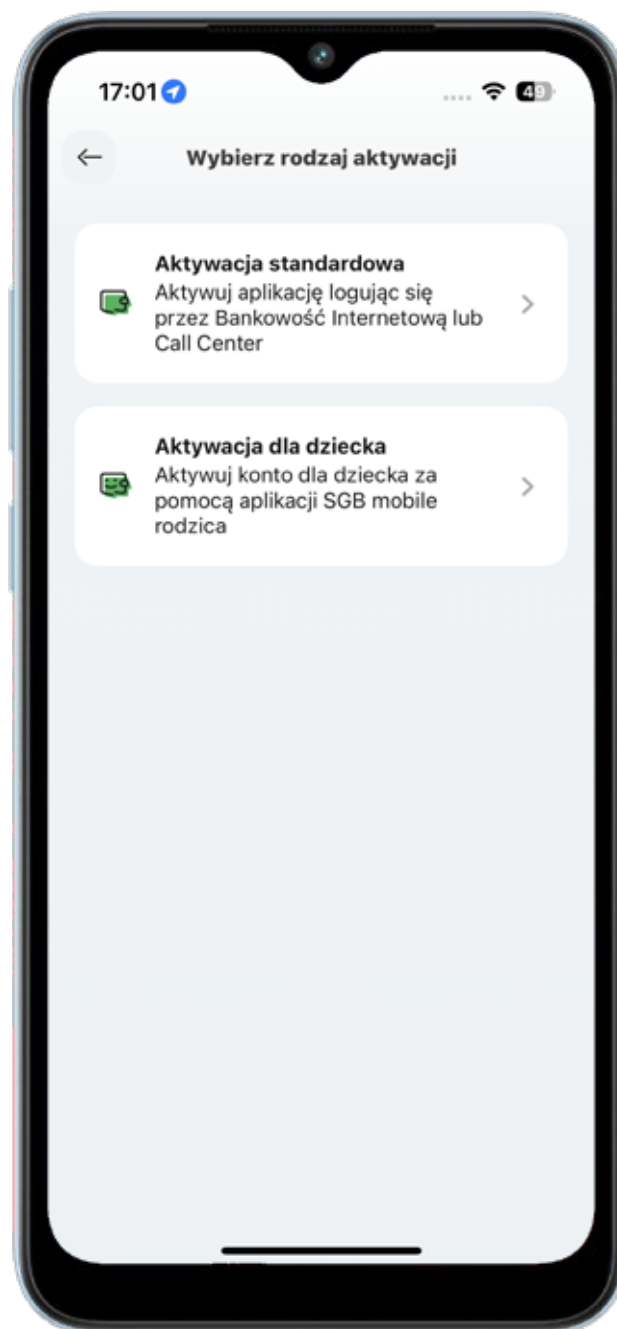 17:01
49
Wybierz rodzaj aktywacji
Aktywacja standardowa
Aktywuj aplikację logując się
przez Bankowość Internetową lub
Call Center
Aktywacja dla dziecka
Aktywuj konto dla dziecka za
pomocą aplikacji SGB mobile
rodzica